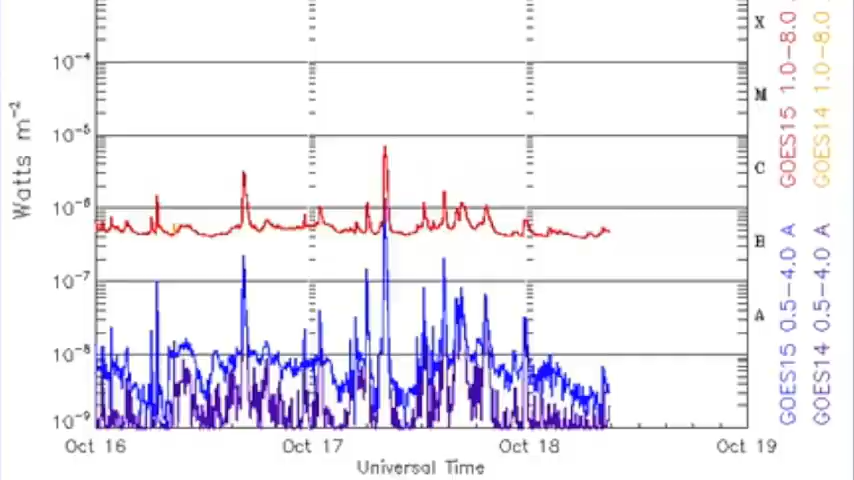 X
10⁻⁴
M
10⁻⁵
C
10⁻⁶
B
10⁻⁷
A
10⁻⁸
10⁻⁹
Watts m⁻²
Oct 16
Oct 17
Oct 18
Oct 19
Universal Time
GOES15 1.0-8.0
GOES14 1.0-8.0
GOES15 0.5-4.0 A
GOES14 0.5-4.0 A